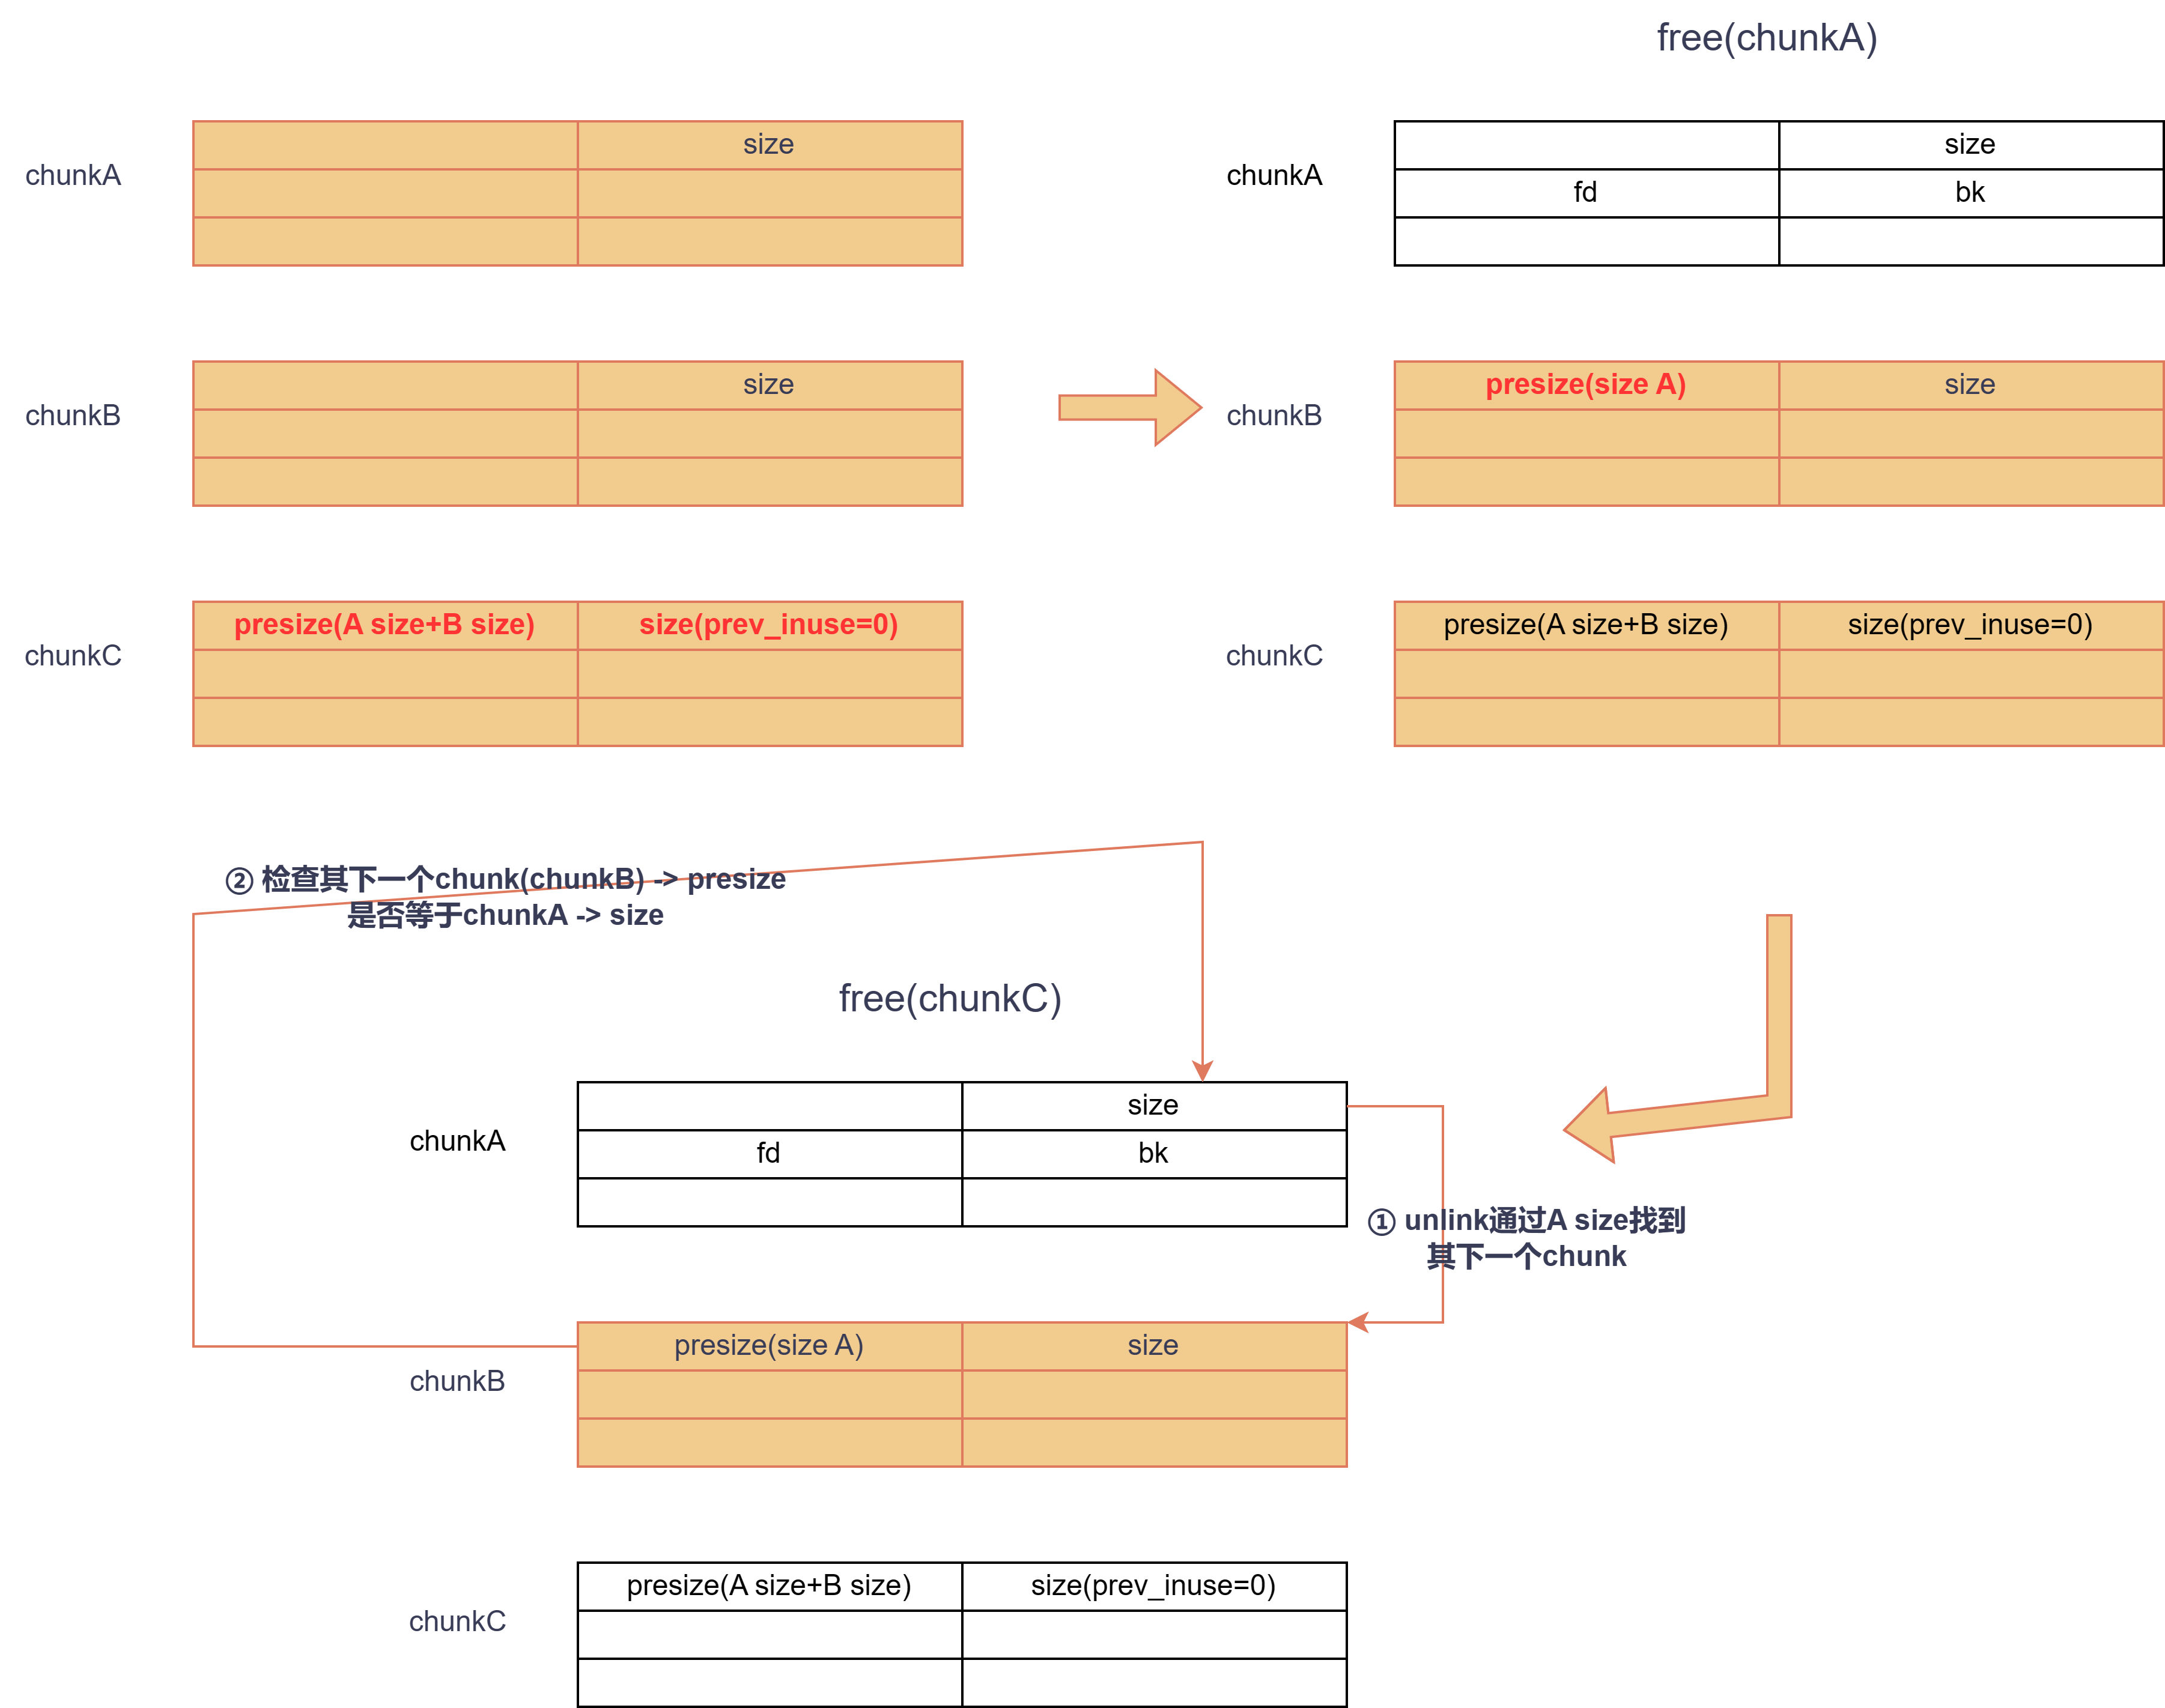 free(chunkA)
chunkA
size
chunkB
size
chunkC
presize(A size+B size)
size(prev_inuse=0)
chunkA
size
fd
bk
chunkB
presize(size A)
size
chunkC
presize(A size+B size)
size(prev_inuse=0)
② 检查其下一个chunk(chunkB) -> presize
是否等于chunkA -> size
free(chunkC)
chunkA
size
fd
bk
① unlink通过A size找到
其下一个chunk
chunkB
presize(size A)
size
chunkC
presize(A size+B size)
size(prev_inuse=0)